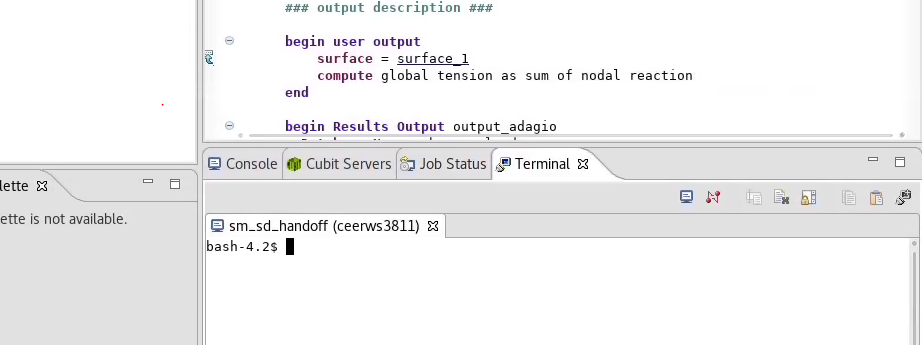 ### output description ###
begin user output
surface = surface_1
compute global tension as sum of nodal reaction
end
begin Results Output output_adagio
Console Cubit Servers Job Status Terminal
lette
ette is not available.
sm_sd_handoff (ceerws3811)
bash-4.2$